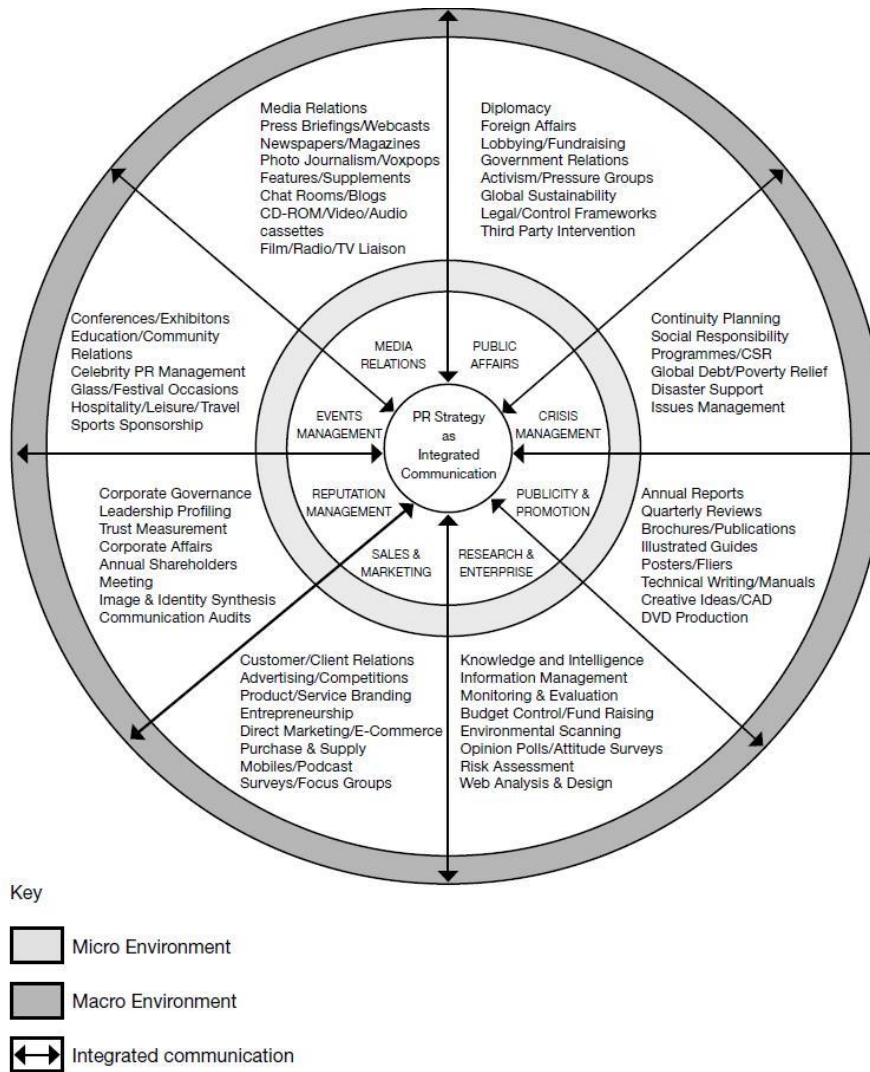 Media Relations
Press Briefings/Webcasts
Newspapers/Magazines
Photo Journalism/Voxpops
Features/Supplements
Chat Rooms/Blogs
CD-ROM/Video/Audio
cassettes
Film/Radio/TV Liaison
Diplomacy
Foreign Affairs
Lobbying/Fundraising
Government Relations
Activism/Pressure Groups
Global Sustainability
Legal/Control Frameworks
Third Party Intervention
Conferences/Exhibitons
Education/Community
Relations
Celebrity PR Management
Glass/Festival Occasions
Hospitality/Leisure/Travel
Sports Sponsorship
Continuity Planning
Social Responsibility
Programmes/CSR
Global Debt/Poverty Relief
Disaster Support
Issues Management
MEDIA
RELATIONS
PUBLIC
AFFAIRS
EVENTS
MANAGEMENT
PR Strategy
as
Integrated
Communication
CRISIS
MANAGEMENT
REPUTATION
MANAGEMENT
PUBLICITY &
PROMOTION
SALES &
MARKETING
RESEARCH &
ENTERPRISE
Corporate Governance
Leadership Profiling
Trust Measurement
Corporate Affairs
Annual Shareholders
Meeting
Image & Identity Synthesis
Communication Audits
Annual Reports
Quarterly Reviews
Brochures/Publications
Illustrated Guides
Posters/Fliers
Technical Writing/Manuals
Creative Ideas/CAD
DVD Production
Customer/Client Relations
Advertising/Competitions
Product/Service Branding
Entrepreneurship
Direct Marketing/E-Commerce
Purchase & Supply
Mobiles/Podcast
Surveys/Focus Groups
Knowledge and Intelligence
Information Management
Monitoring & Evaluation
Budget Control/Fund Raising
Environmental Scanning
Opinion Polls/Attitude Surveys
Risk Assessment
Web Analysis & Design
Key
Micro Environment
Macro Environment
Integrated communication